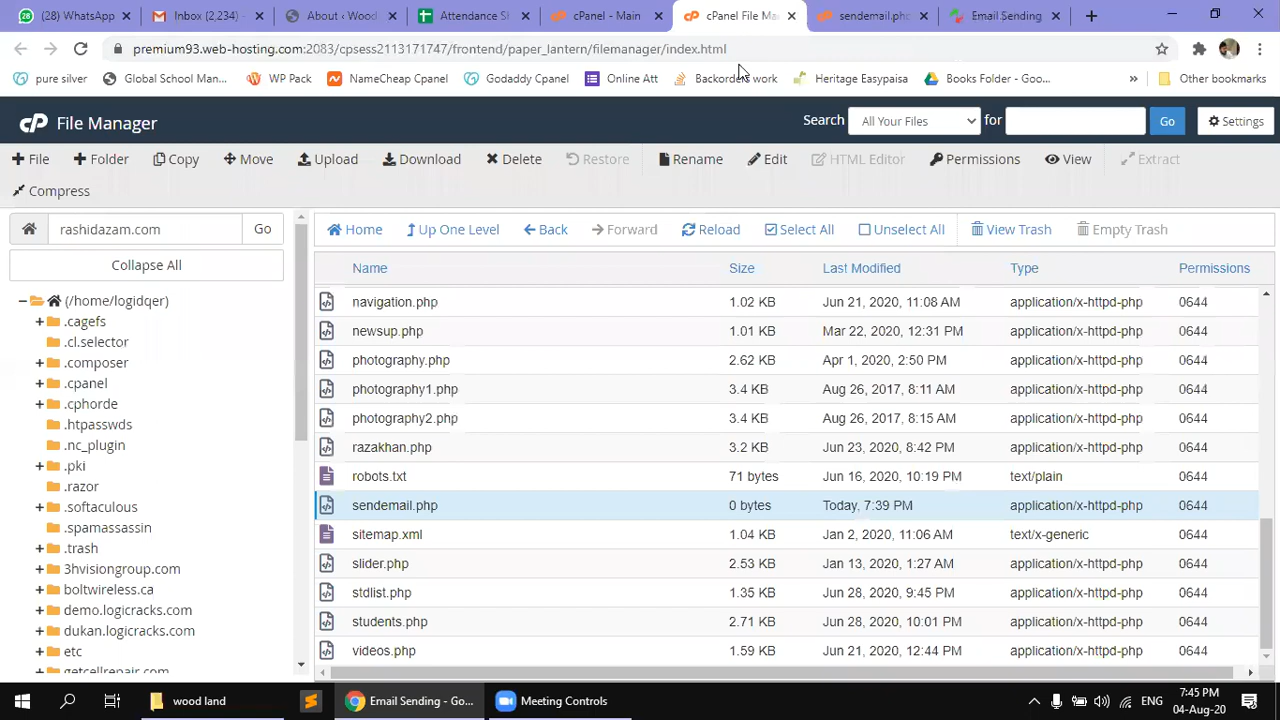 (28) WhatsApp
Inbox (2,234) -
About ‹ Wood
Attendance Sh
cPanel - Main
cPanel File Ma
sendemail.php
Email Sending
premium93.web-hosting.com:2083/cpsess2113171747/frontend/paper_lantern/filemanager/index.html
pure silver
Global School Man...
WP Pack
NameCheap Cpanel
Godaddy Cpanel
Online Att
Backorders work
Heritage Easypaisa
Books Folder - Goo...
»
Other bookmarks
cP File Manager
Search All Your Files for Go Settings
+ File + Folder Copy Move Upload Download Delete Restore Rename Edit HTML Editor Permissions View Extract
Compress
rashidazam.com Go
Home Up One Level Back Forward Reload Select All Unselect All View Trash Empty Trash
Collapse All
Name Size Last Modified Type Permissions
(/home/logidqer)
.cagefs
.cl.selector
.composer
.cpanel
.cphorde
.htpasswds
.nc_plugin
.pki
.razor
.softaculous
.spamassassin
.trash
3hvisiongroup.com
boltwireless.ca
demo.logicracks.com
dukan.logicracks.com
etc
getcellrepair.com
navigation.php 1.02 KB Jun 21, 2020, 11:08 AM application/x-httpd-php 0644
newsup.php 1.01 KB Mar 22, 2020, 12:31 PM application/x-httpd-php 0644
photography.php 2.62 KB Apr 1, 2020, 2:50 PM application/x-httpd-php 0644
photography1.php 3.4 KB Aug 26, 2017, 8:11 AM application/x-httpd-php 0644
photography2.php 3.4 KB Aug 26, 2017, 8:15 AM application/x-httpd-php 0644
razakhan.php 3.2 KB Jun 23, 2020, 8:42 PM application/x-httpd-php 0644
robots.txt 71 bytes Jun 16, 2020, 10:19 PM text/plain 0644
sendemail.php 0 bytes Today, 7:39 PM application/x-httpd-php 0644
sitemap.xml 1.04 KB Jan 2, 2020, 11:06 AM text/x-generic 0644
slider.php 2.53 KB Jan 13, 2020, 1:27 AM application/x-httpd-php 0644
stdlist.php 1.35 KB Jun 28, 2020, 9:45 PM application/x-httpd-php 0644
students.php 2.71 KB Jun 28, 2020, 10:01 PM application/x-httpd-php 0644
videos.php 1.59 KB Jun 21, 2020, 12:44 PM application/x-httpd-php 0644
wood land
Email Sending - Go...
Meeting Controls
ENG
7:45 PM
04-Aug-20